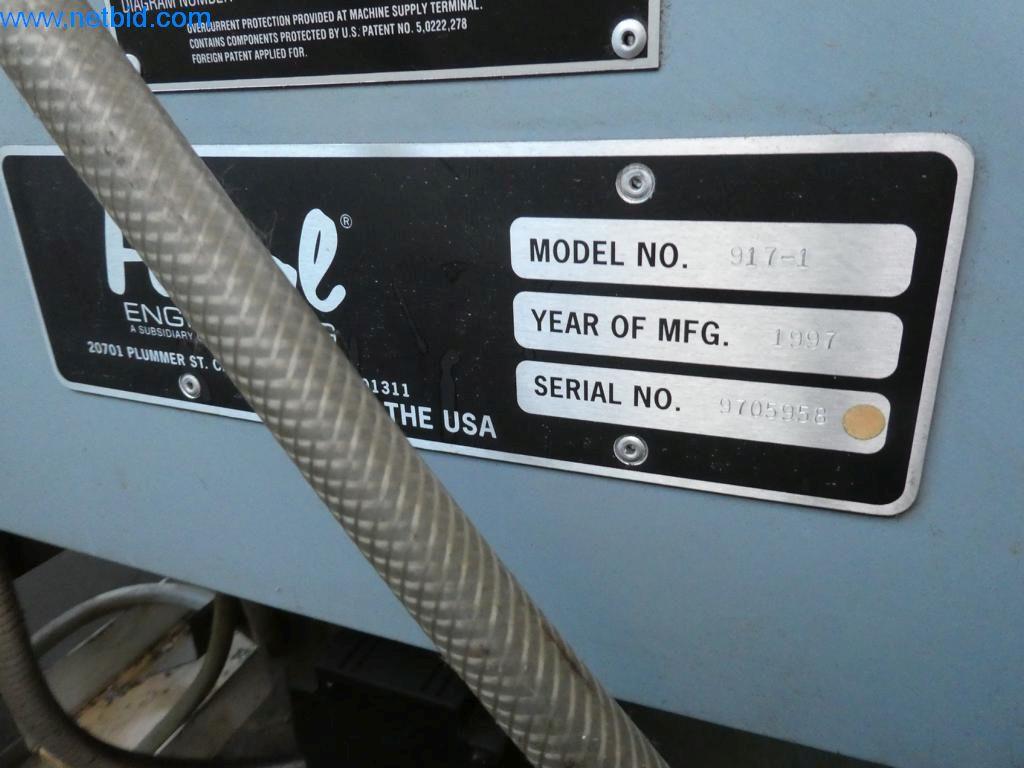 www.netbid.com
DIAGRAM NUMBER
OVERCURRENT PROTECTION PROVIDED AT MACHINE SUPPLY TERMINAL.
CONTAINS COMPONENTS PROTECTED BY U.S. PATENT NO. 5,0222,278
FOREIGN PATENT APPLIED FOR.
®
ENG
A SUBSIDIARY
20701 PLUMMER ST. C
01311
THE USA
MODEL NO. 917-1
YEAR OF MFG. 1997
SERIAL NO. 9705958